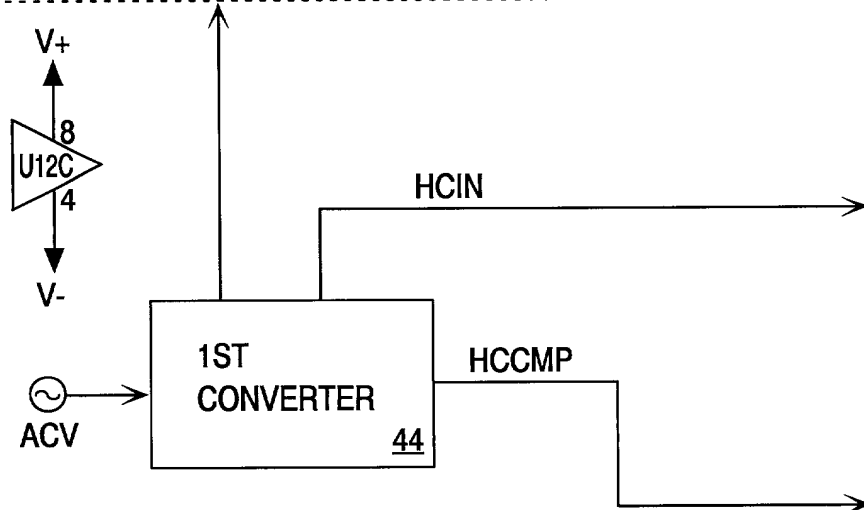 V+
8
U12C
4
V-
HCIN
1ST
CONVERTER
44
HCCMP
ACV